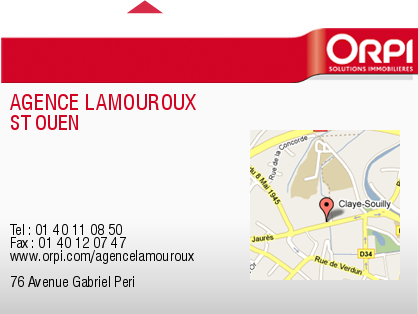 ORPI
SOLUTIONS IMMOBILIÈRES
AGENCE LAMOUROUX
ST OUEN
Rue de la Concorde
du 8 Mai 1945
Claye-Souilly
Jaurès
D34
Rue de Verdun
Tel : 01 40 11 08 50
Fax : 01 40 12 07 47
www.orpi.com/agencelamouroux
76 Avenue Gabriel Peri